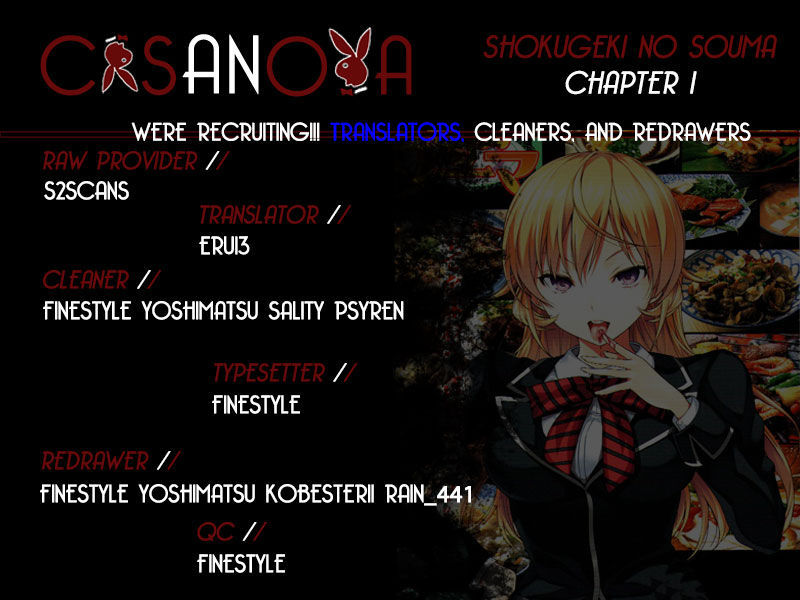 CASANOVA
SHOKUGEKI NO SOUMA
CHAPTER 1
WERE RECRUITING!!! TRANSLATORS, CLEANERS, AND REDRAWERS
RAW PROVIDER //
S2SCANS
TRANSLATOR //
ERUI3
CLEANER //
FINESTYLE YOSHIMATSU SALITY PSYREN
TYPESETTER //
FINESTYLE
REDRAWER //
FINESTYLE YOSHIMATSU KOBESTERII RAIN_441
QC //
FINESTYLE